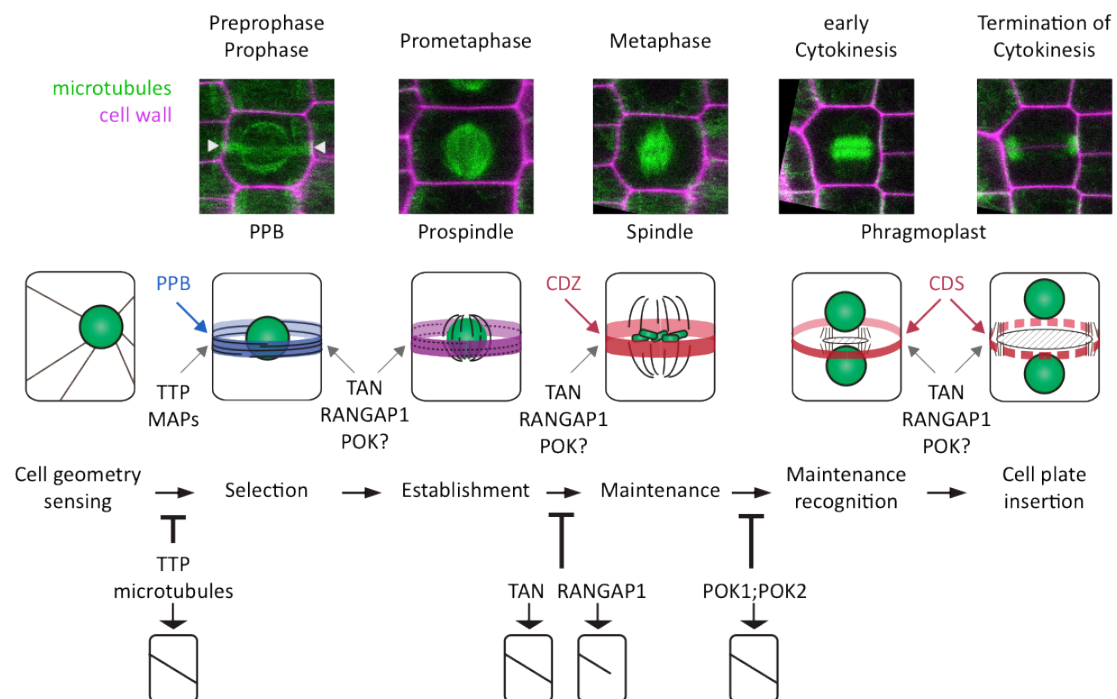 Preprophase
Prophase
Prometaphase
Metaphase
early
Cytokinesis
Termination of
Cytokinesis
microtubules
cell wall
PPB
Prospindle
Spindle
Phragmoplast
PPB
CDZ
CDS
TTP
MAPs
TAN
RANGAP1
POK?
TAN
RANGAP1
POK?
TAN
RANGAP1
POK?
Cell geometry
sensing
Selection
Establishment
Maintenance
Maintenance
recognition
Cell plate
insertion
TTP
microtubules
TAN
RANGAP1
POK1;POK2